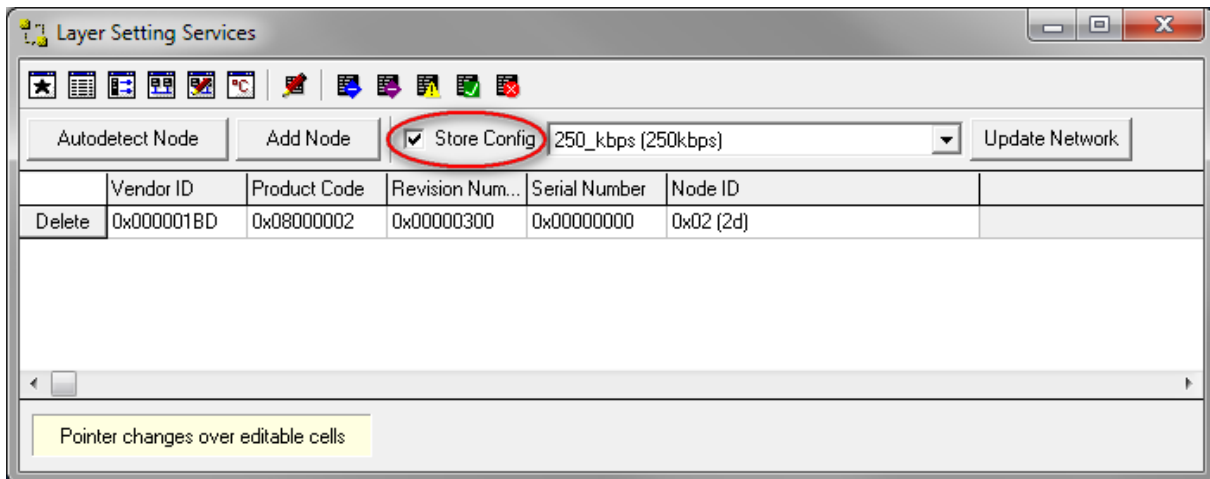 Layer Setting Services
°C
Autodetect Node Add Node Store Config 250_kbps (250kbps) Update Network
Vendor ID Product Code Revision Num... Serial Number Node ID
Delete 0x000001BD 0x08000002 0x00000300 0x00000000 0x02 (2d)
Pointer changes over editable cells